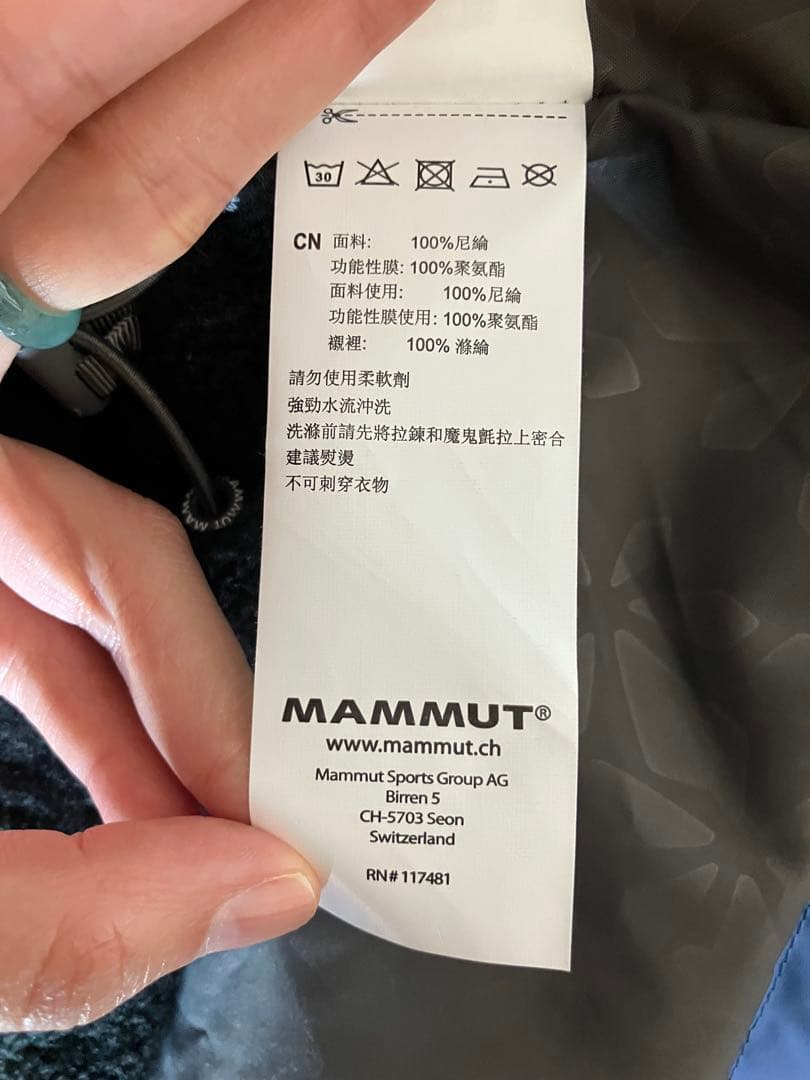 30
CN 面料: 100%尼綸
功能性膜: 100%聚氨酯
面料使用: 100%尼綸
功能性膜使用: 100%聚氨酯
襯裡: 100% 滌綸
請勿使用柔軟劑
強勁水流沖洗
洗滌前請先將拉鍊和魔鬼氈拉上密合
建議熨燙
不可刺穿衣物
MAMMUT®
www.mammut.ch
Mammut Sports Group AG
Birren 5
CH-5703 Seon
Switzerland
RN# 117481
MAMMUT